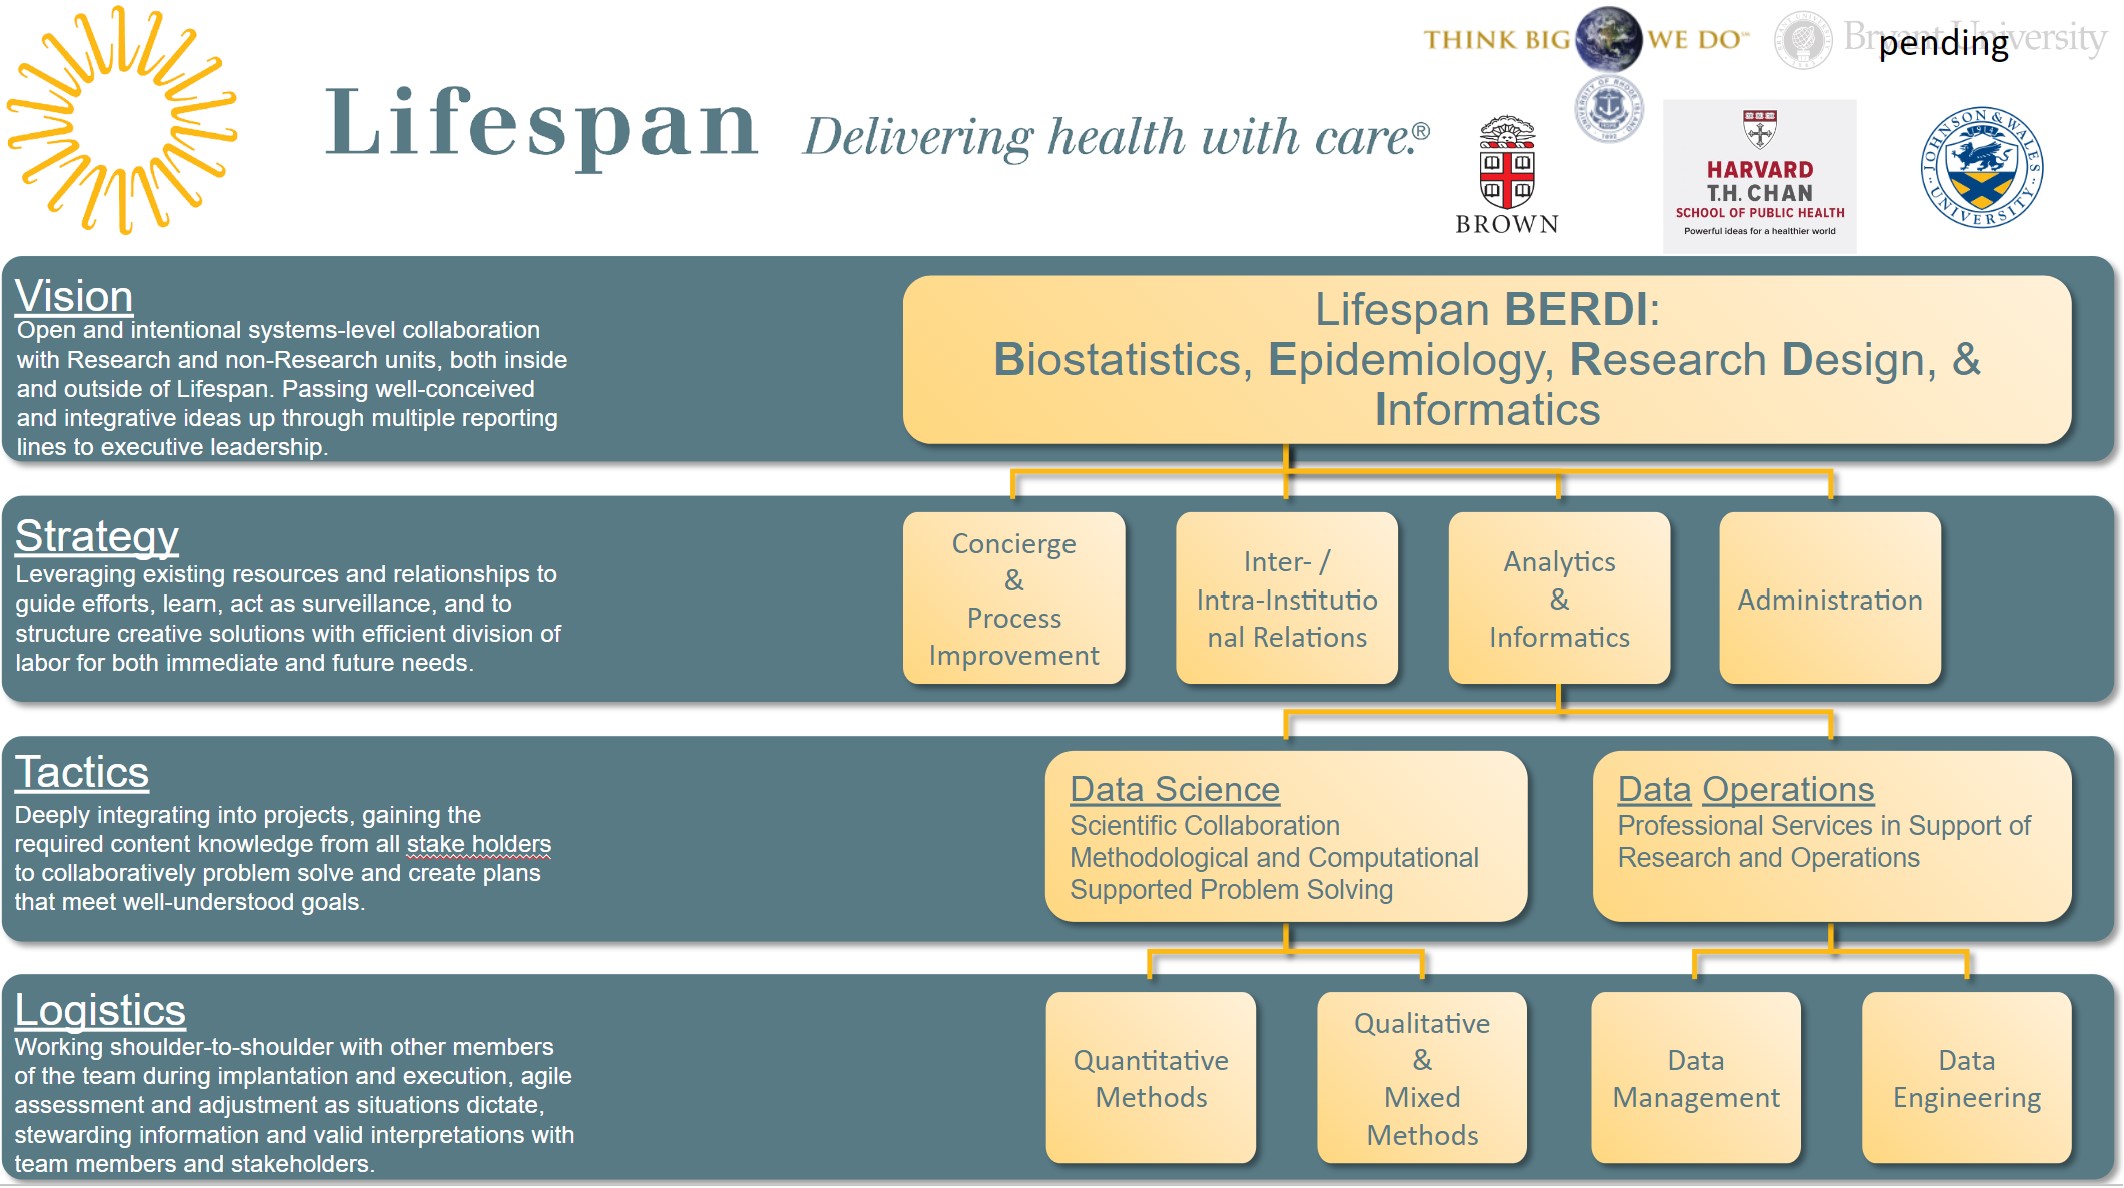 THINK BIG WE DO℠
Bryant University
pending
Lifespan Delivering health with care.®
UNIVERSITY OF RHODE ISLAND
1892
BROWN
HARVARD
T.H. CHAN
SCHOOL OF PUBLIC HEALTH
Powerful ideas for a healthier world
JOHNSON & WALES
1914
UNIVERSITY
Vision
Open and intentional systems-level collaboration
with Research and non-Research units, both inside
and outside of Lifespan. Passing well-conceived
and integrative ideas up through multiple reporting
lines to executive leadership.
Lifespan BERDI:
Biostatistics, Epidemiology, Research Design, &
Informatics
Strategy
Leveraging existing resources and relationships to
guide efforts, learn, act as surveillance, and to
structure creative solutions with efficient division of
labor for both immediate and future needs.
Concierge
&
Process
Improvement
Inter- /
Intra-Institutio
nal Relations
Analytics
&
Informatics
Administration
Tactics
Deeply integrating into projects, gaining the
required content knowledge from all stake holders
to collaboratively problem solve and create plans
that meet well-understood goals.
Data Science
Scientific Collaboration
Methodological and Computational
Supported Problem Solving
Data Operations
Professional Services in Support of
Research and Operations
Logistics
Working shoulder-to-shoulder with other members
of the team during implantation and execution, agile
assessment and adjustment as situations dictate,
stewarding information and valid interpretations with
team members and stakeholders.
Quantitative
Methods
Qualitative
&
Mixed
Methods
Data
Management
Data
Engineering